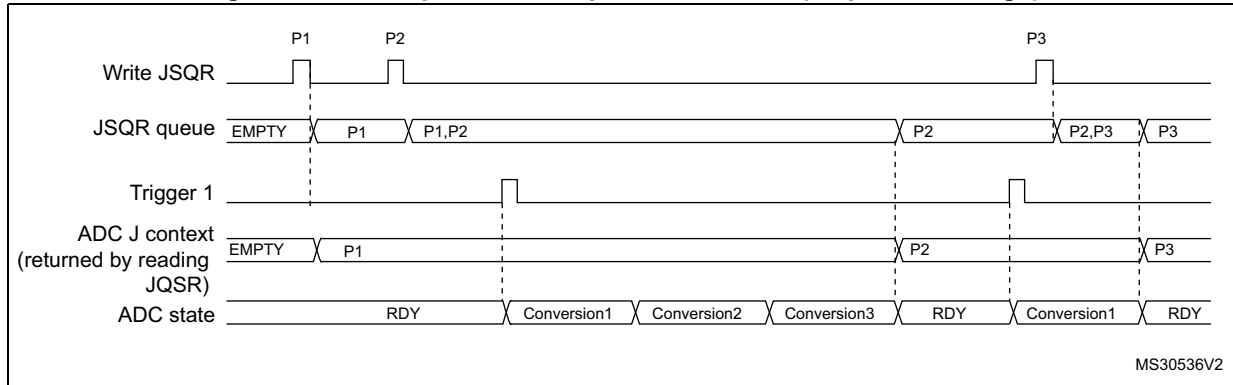 P1 P2 P3
Write JSQR
JSQR queue EMPTY P1 P1,P2 P2 P2,P3 P3
Trigger 1
ADC J context
(returned by reading
JQSR)
EMPTY P1 P2 P3
ADC state RDY Conversion1 Conversion2 Conversion3 RDY Conversion1 RDY
MS30536V2